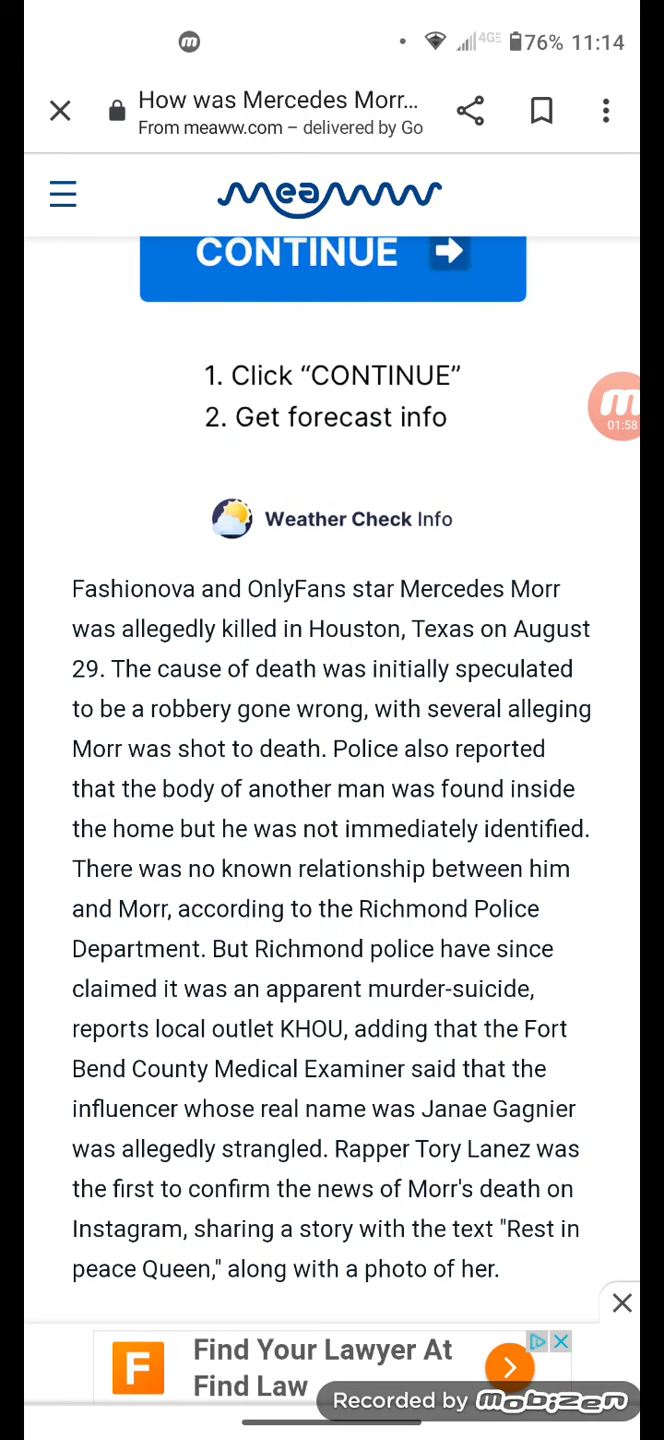 4GE 76% 11:14
How was Mercedes Morr...
From meaww.com – delivered by Go
meaww
CONTINUE
1. Click “CONTINUE”
2. Get forecast info
m
01:58
Weather Check Info
Fashionova and OnlyFans star Mercedes Morr
was allegedly killed in Houston, Texas on August
29. The cause of death was initially speculated
to be a robbery gone wrong, with several alleging
Morr was shot to death. Police also reported
that the body of another man was found inside
the home but he was not immediately identified.
There was no known relationship between him
and Morr, according to the Richmond Police
Department. But Richmond police have since
claimed it was an apparent murder-suicide,
reports local outlet KHOU, adding that the Fort
Bend County Medical Examiner said that the
influencer whose real name was Janae Gagnier
was allegedly strangled. Rapper Tory Lanez was
the first to confirm the news of Morr's death on
Instagram, sharing a story with the text "Rest in
peace Queen," along with a photo of her.
F
Find Your Lawyer At
Find Law
Recorded by mobizen